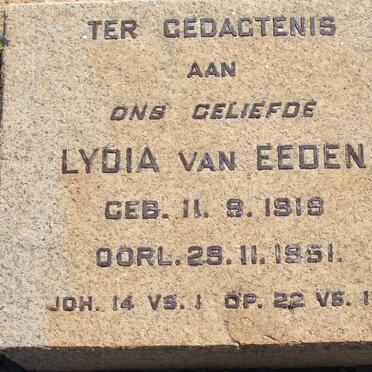 TER GEDAGTENIS
AAN
ONS GELIEFDE
LYDIA VAN EEDEN
GEB. 11. 9. 1919
OORL. 29. 11. 1951.
JOH. 14 VS. 1 OP. 22 VS.